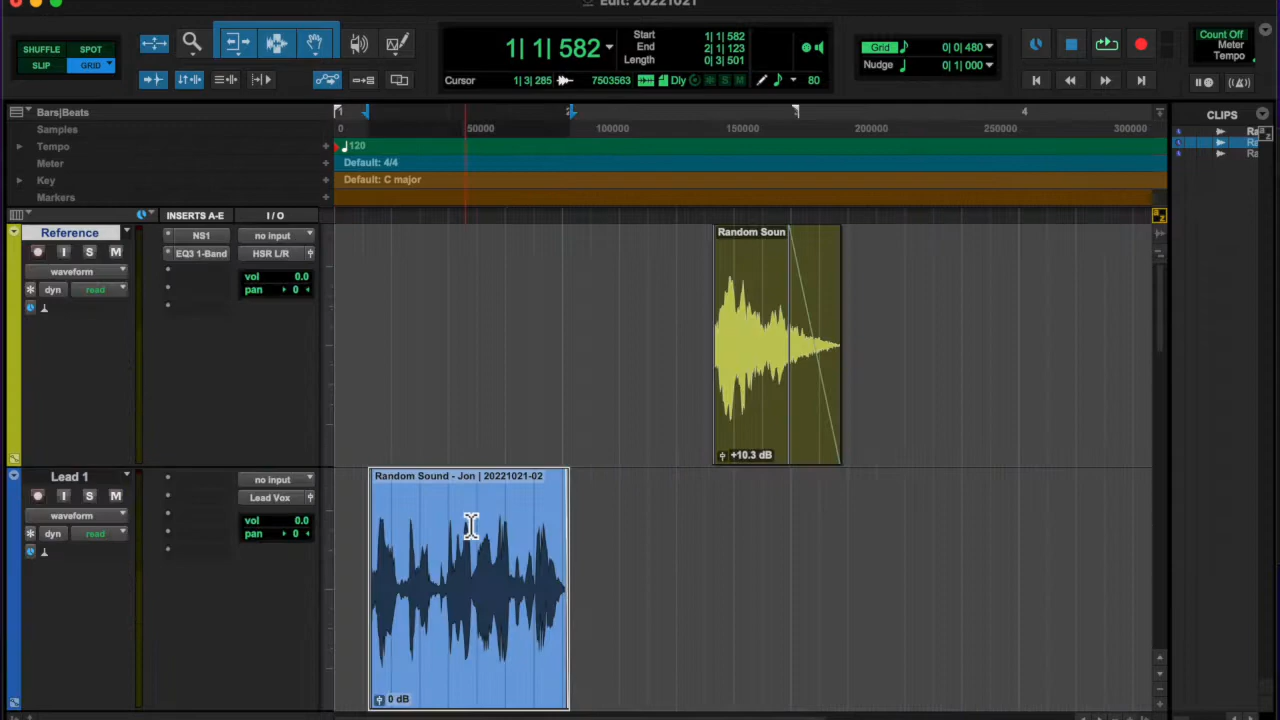 Edit: 20221021
SHUFFLE SPOT
SLIP GRID
1| 1| 582
Start 1| 1| 582
End 2| 1| 123
Length 0| 3| 501
Cursor 1| 3| 285 7503563 Dly S M 80
Grid 0| 0| 480
Nudge 0| 1| 000
Count Off
Meter
Tempo
Bars|Beats 1 2 4
Samples 0 50000 100000 150000 200000 250000 300000
Tempo 120
Meter Default: 4/4
Key Default: C major
Markers
CLIPS
Ra
Ra
Ra
a z
INSERTS A-E I / O
Reference NS1 no input
I S M EQ3 1-Band HSR L/R
waveform vol 0.0
dyn read pan 0
Random Soun
+10.3 dB
Lead 1 no input
I S M Lead Vox
waveform vol 0.0
dyn read pan 0
Random Sound - Jon | 20221021-02
0 dB